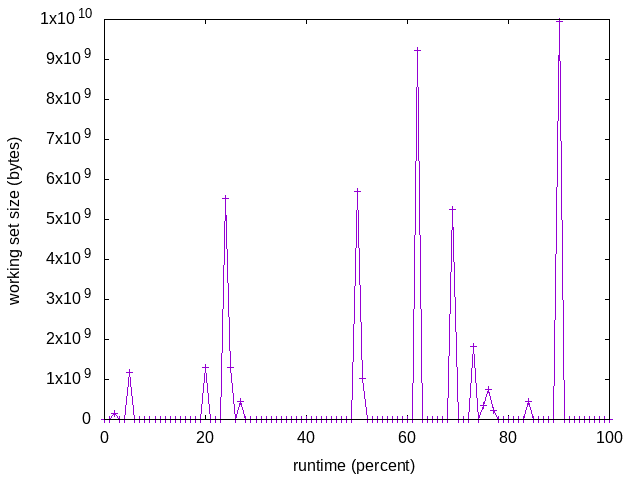 1x10^10
9x10^9
8x10^9
7x10^9
6x10^9
5x10^9
4x10^9
3x10^9
2x10^9
1x10^9
0
working set size (bytes)
0 20 40 60 80 100
runtime (percent)